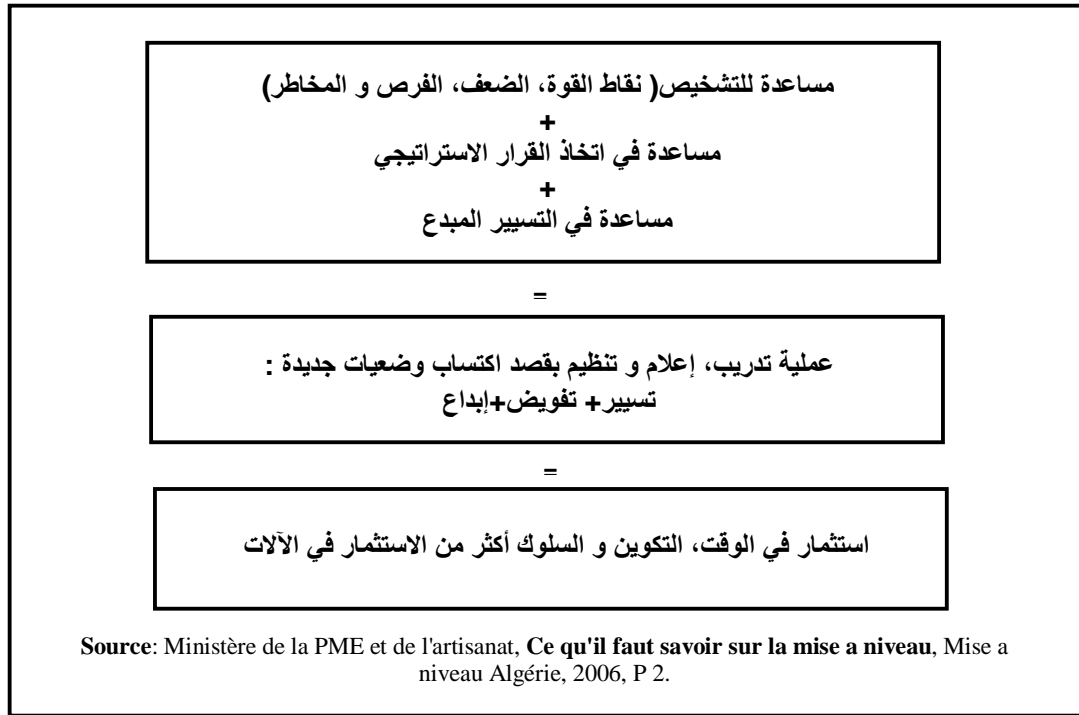 مساعدة للتشخيص( نقاط القوة، الضعف، الفرص و المخاطر)
+
مساعدة في اتخاذ القرار الاستراتيجي
+
مساعدة في التسيير المبدع
=
عملية تدريب، إعلام و تنظيم بقصد اكتساب وضعيات جديدة :
تسيير+ تفويض+إبداع
=
استثمار في الوقت، التكوين و السلوك أكثر من الاستثمار في الآلات
Source: Ministère de la PME et de l'artisanat, Ce qu'il faut savoir sur la mise a niveau, Mise a
niveau Algérie, 2006, P 2.